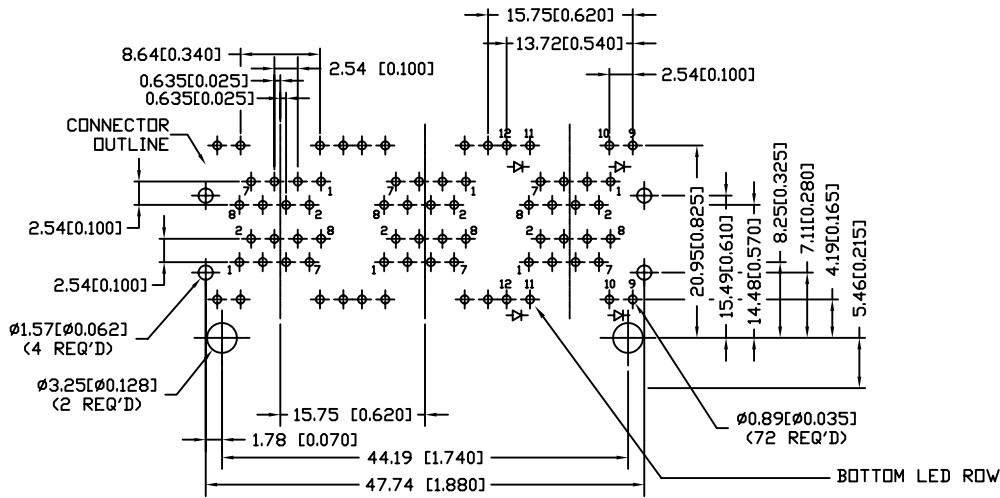 15.75[0.620]
13.72[0.540]
8.64[0.340]
2.54 [0.100]
2.54[0.100]
0.635[0.025]
0.635[0.025]
CONNECTOR
OUTLINE
12 11 10 9
7 1 1 1
8 2 8 2 8 2
2.54[0.100]
2 8 2 8 2 8
1 7 1 7 1 7
2.54[0.100]
12 11 10 9
20.95[0.825]
15.49[0.610]
14.48[0.570]
8.25[0.325]
7.11[0.280]
4.19[0.165]
5.46[0.215]
ø1.57[ø0.062]
(4 REQ'D)
ø3.25[ø0.128]
(2 REQ'D)
15.75 [0.620]
ø0.89[ø0.035]
(72 REQ'D)
1.78 [0.070]
44.19 [1.740]
BOTTOM LED ROW
47.74 [1.880]